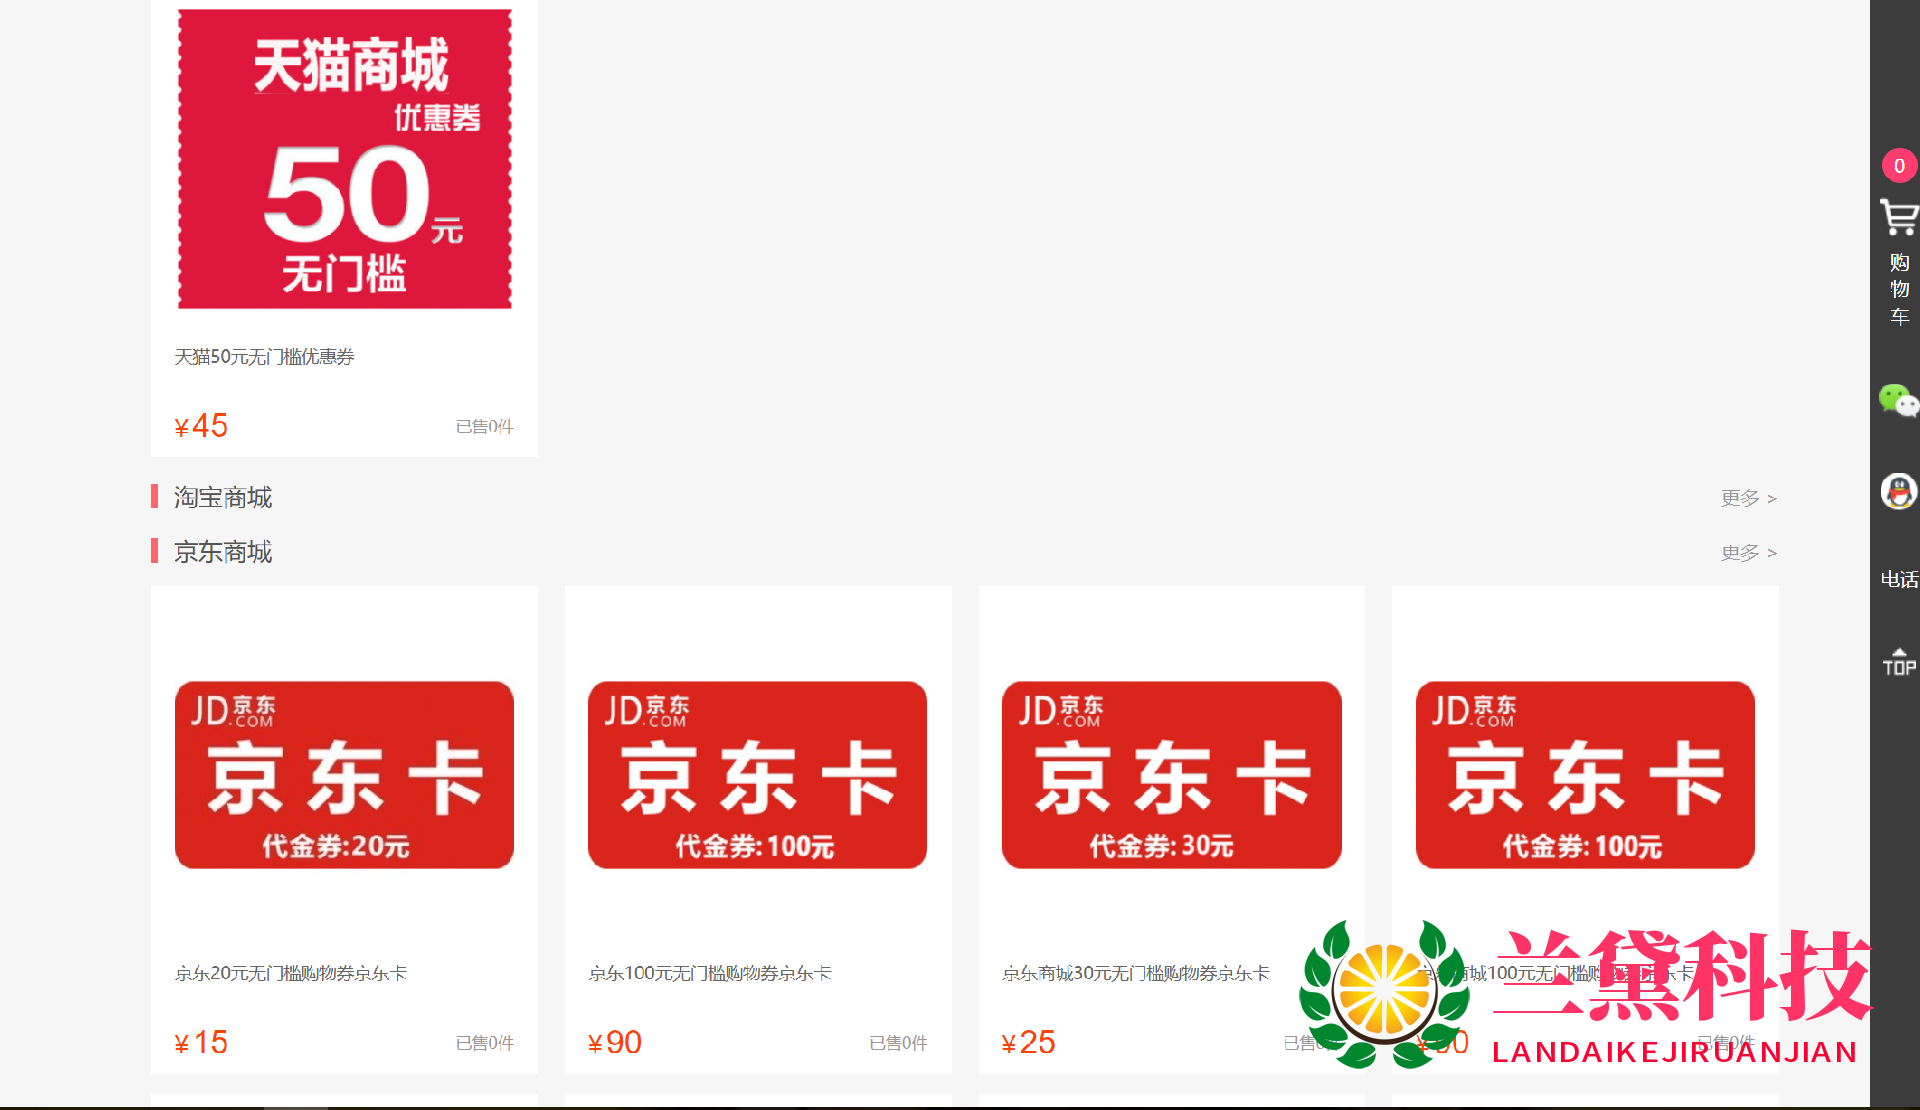 天猫商城
优惠券
50元
无门槛
天猫50元无门槛优惠券
¥45
已售0件
淘宝商城
更多 >
京东商城
更多 >
JD京东
.COM
京东卡
代金券:20元
JD京东
.COM
京东卡
代金券:100元
JD京东
.COM
京东卡
代金券:30元
JD京东
.COM
京东卡
代金券:100元
京东20元无门槛购物券京东卡
京东100元无门槛购物券京东卡
京东商城30元无门槛购物券京东卡
商城100元无门槛购物券京东卡
¥15
已售0件
¥90
已售0件
¥25
已售
已售0件
兰黛科技
LANDAIKEJIRUANJIAN
0
购
物
车
电话
TOP